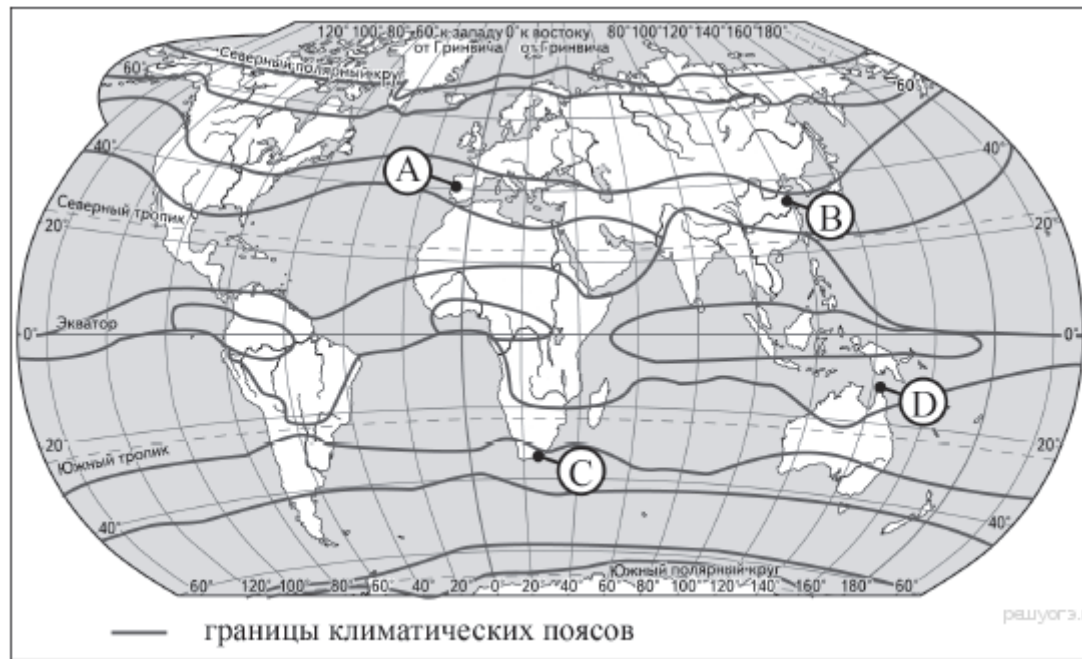 120° 100° 80° 60° к западу 0° к востоку 80° 100° 120° 140° 160° 180°
от Гринвича от Гринвича
Северный полярный круг
60° 60°
40° 40°
A
B
Северный тропик
20° 20°
Экватор
0° 0°
D
20° 20°
Южный тропик
C
40° 40°
Южный полярный круг
60° 120° 100° 80° 60° 40° 20° 0° 20° 40° 60° 80° 100° 120° 140° 160° 180° 60°
границы климатических поясов